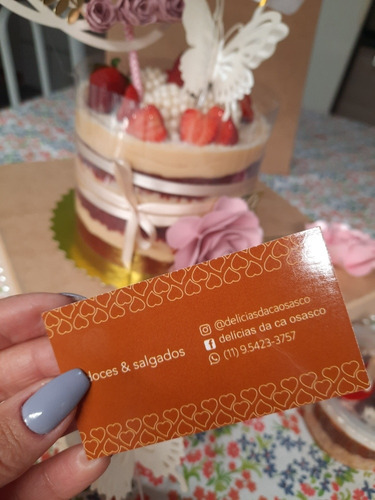 doces & salgados
@deliciasdacaosasco
delicias da ca osasco
(11) 9.5423-3757